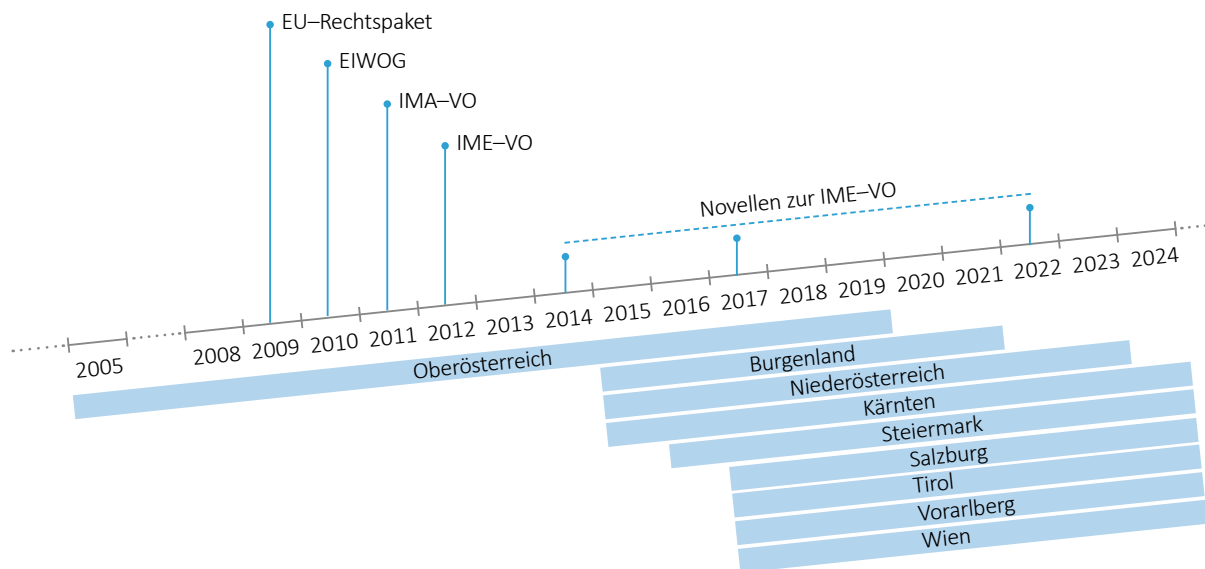 EU–Rechtspaket
EIWOG
IMA–VO
IME–VO
Novellen zur IME–VO
2005 2008 2009 2010 2011 2012 2013 2014 2015 2016 2017 2018 2019 2020 2021 2022 2023 2024
Oberösterreich
Burgenland
Niederösterreich
Kärnten
Steiermark
Salzburg
Tirol
Vorarlberg
Wien